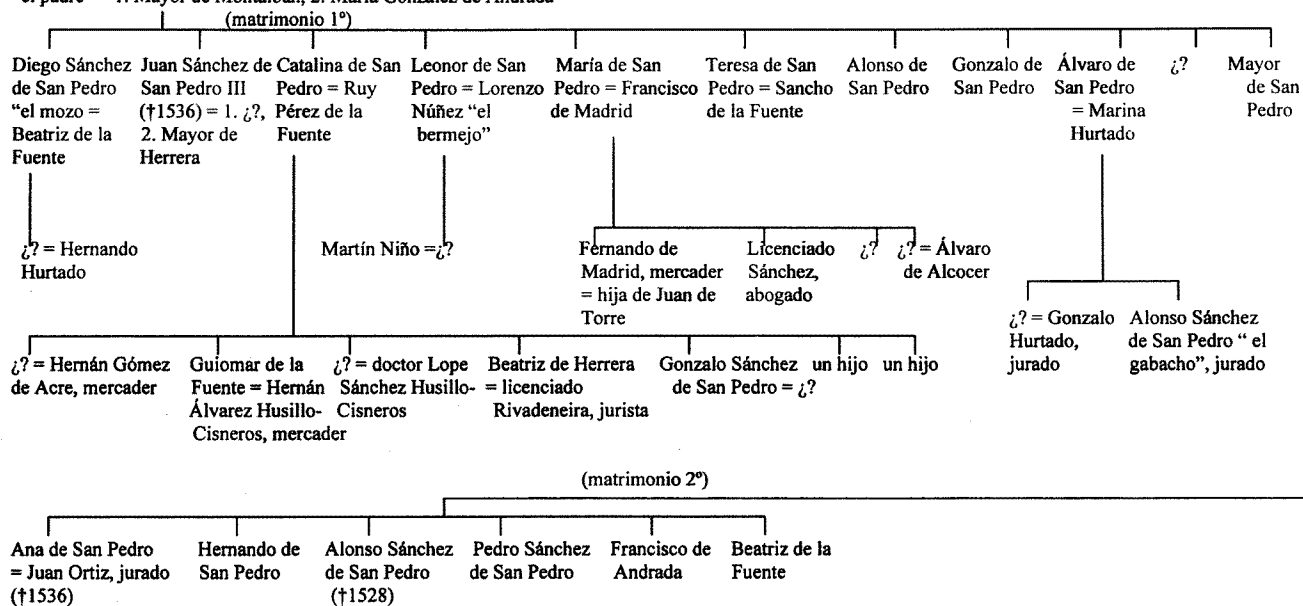 (matrimonio 1º)
Diego Sánchez de San Pedro "el mozo = Beatriz de la Fuente
Juan Sánchez de San Pedro III (†1536) = 1. ¿?, 2. Mayor de Herrera
Catalina de San Pedro = Ruy Pérez de la Fuente
Leonor de San Pedro = Lorenzo Núñez "el bermejo"
María de San Pedro = Francisco de Madrid
Teresa de San Pedro = Sancho de la Fuente
Alonso de San Pedro
Gonzalo de San Pedro
Álvaro de San Pedro = Marina Hurtado
¿?
Mayor de San Pedro
¿? = Hernando Hurtado
Martín Niño =¿?
Fernando de Madrid, mercader = hija de Juan de Torre
Licenciado Sánchez, abogado
¿?
¿? = Álvaro de Alcocer
¿? = Gonzalo Hurtado, jurado
Alonso Sánchez de San Pedro " el gabacho", jurado
¿? = Hernán Gómez de Acre, mercader
Guiomar de la Fuente = Hernán Álvarez Husillo-Cisneros, mercader
¿? = doctor Lope Sánchez Husillo-Cisneros
Beatriz de Herrera = licenciado Rivadeneira, jurista
Gonzalo Sánchez de San Pedro = ¿?
un hijo
un hijo
(matrimonio 2º)
Ana de San Pedro = Juan Ortiz, jurado (†1536)
Hernando de San Pedro
Alonso Sánchez de San Pedro (†1528)
Pedro Sánchez de San Pedro
Francisco de Andrada
Beatriz de la Fuente